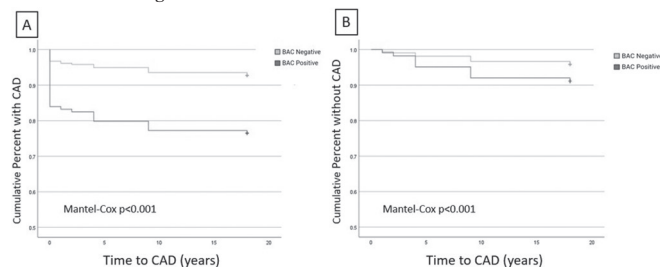 A
B
BAC Negative
BAC Positive
BAC Negative
BAC Positive
Cumulative Percent with CAD
Cumulative Percent without CAD
1.0
0.9
0.8
0.7
0.6
0.5
1.0
0.9
0.8
0.7
0.6
0.5
Mantel-Cox p<0.001
Mantel-Cox p<0.001
0 5 10 15 20
0 5 10 15 20
Time to CAD (years)
Time to CAD (years)